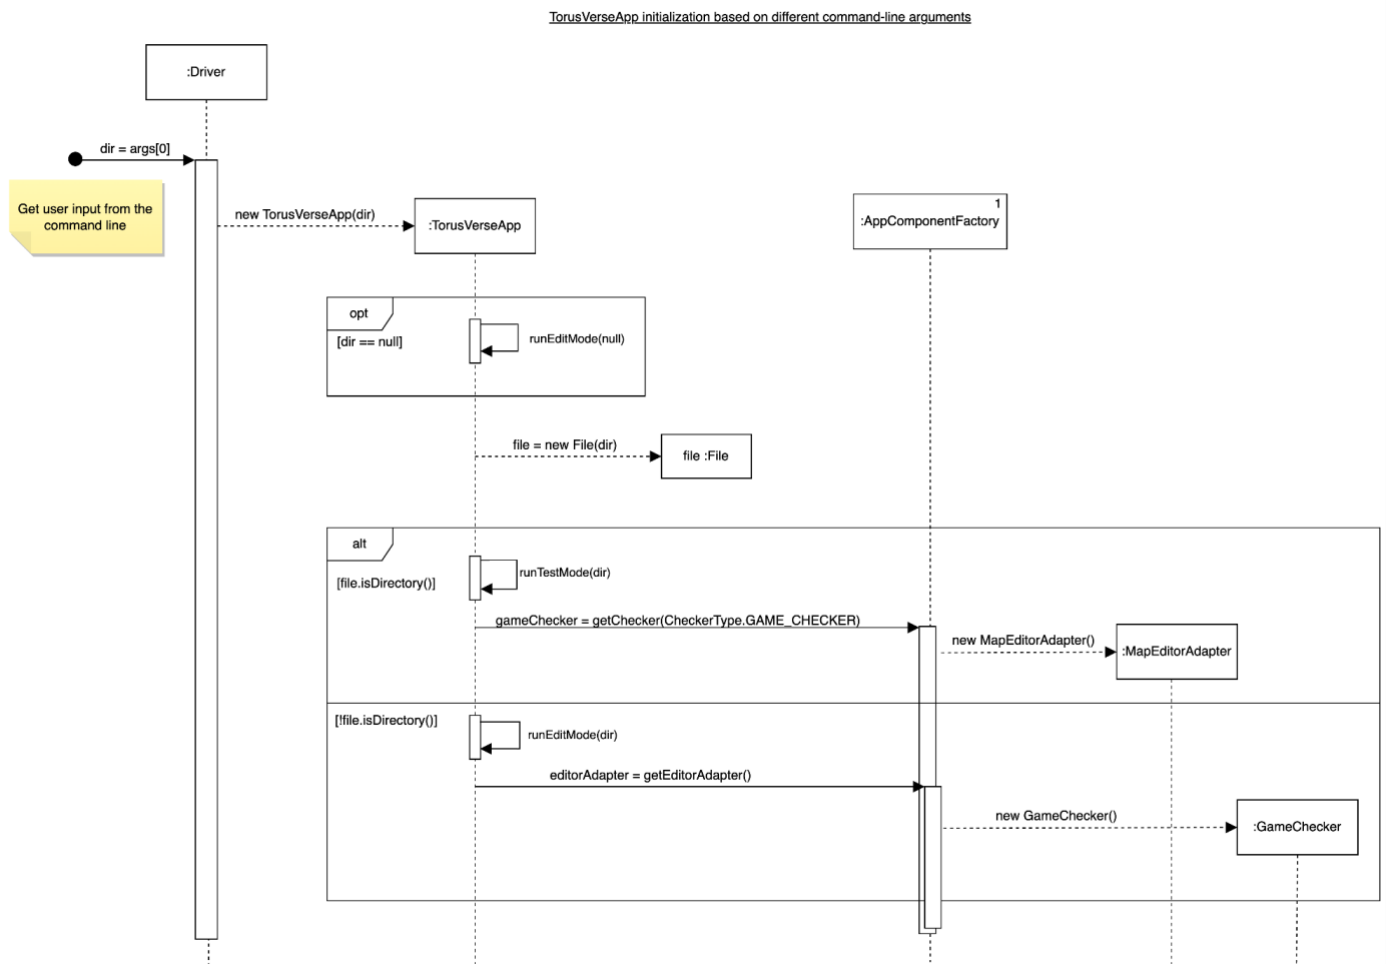 TorusVerseApp initialization based on different command-line arguments
:Driver
dir = args[0]
Get user input from the
command line
new TorusVerseApp(dir)
:TorusVerseApp
1
:AppComponentFactory
opt
[dir == null]
runEditMode(null)
file = new File(dir)
file :File
alt
[file.isDirectory()]
runTestMode(dir)
gameChecker = getChecker(CheckerType.GAME_CHECKER)
new MapEditorAdapter()
:MapEditorAdapter
[!file.isDirectory()]
runEditMode(dir)
editorAdapter = getEditorAdapter()
new GameChecker()
:GameChecker